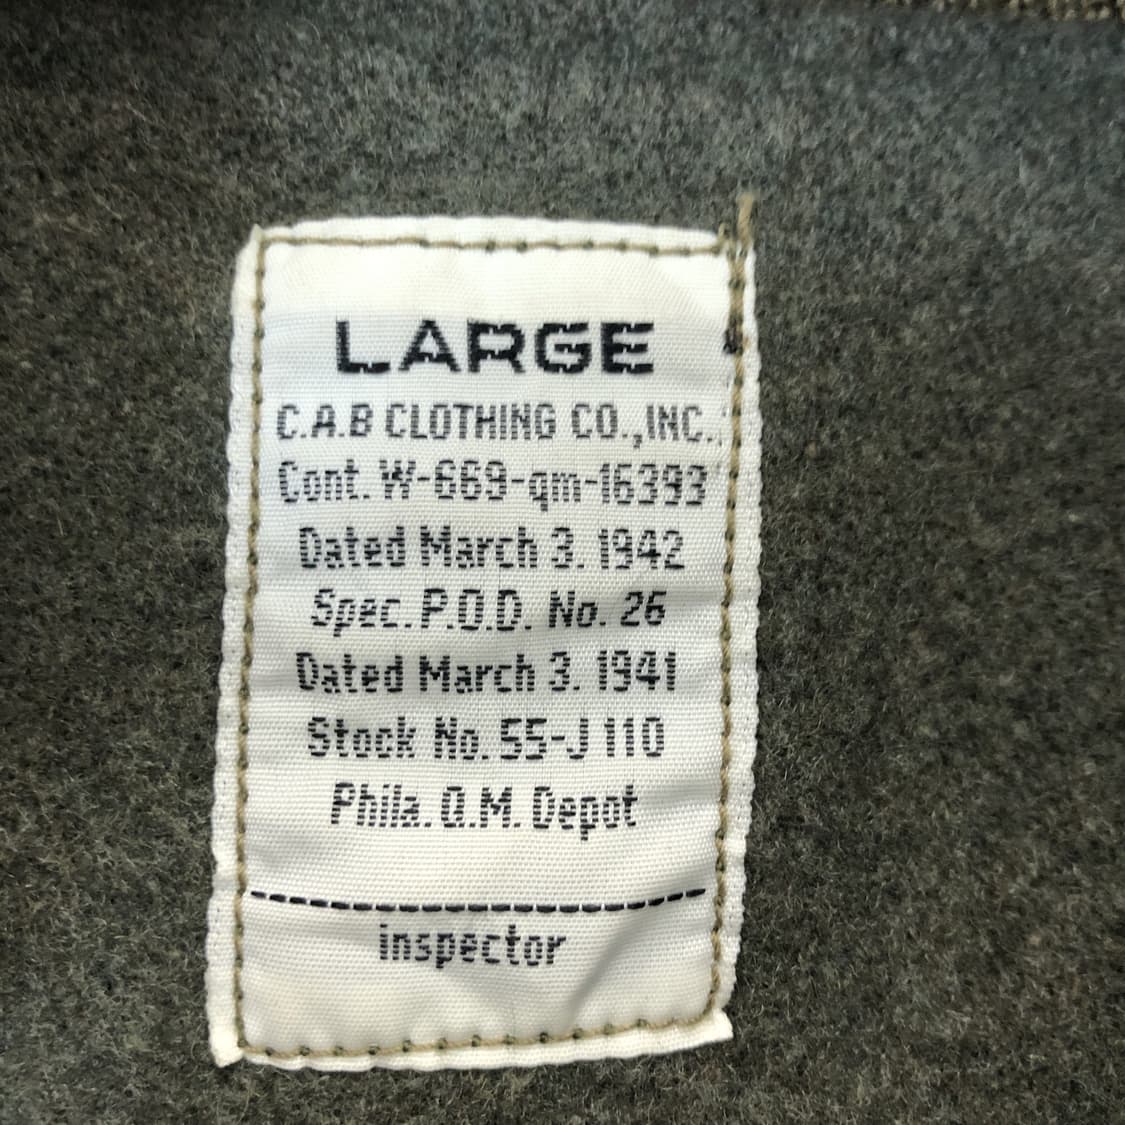 LARGE
C.A.B CLOTHING CO.,INC.,
Cont. W-669-qm-16393
Dated March 3. 1942
Spec. P.O.D. No. 26
Dated March 3. 1941
Stock No. 55-J 110
Phila. Q.M. Depot
inspector